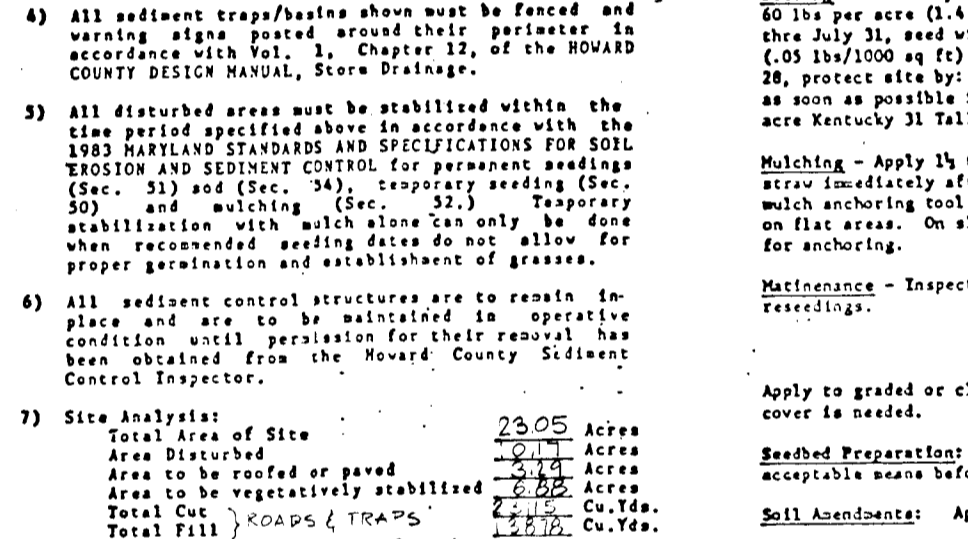 4) All sediment traps/basins shown must be fenced and
warning signs posted around their perimeter in
accordance with Vol. 1, Chapter 12, of the HOWARD
COUNTY DESIGN MANUAL, Storm Drainage.
5) All disturbed areas must be stabilized within the
time period specified above in accordance with the
1983 MARYLAND STANDARDS AND SPECIFICATIONS FOR SOIL
EROSION AND SEDIMENT CONTROL for permanent seedings
(Sec. 51) sod (Sec. 54), temporary seeding (Sec.
50) and mulching (Sec. 52.) Temporary
stabilization with mulch alone can only be done
when recommended seeding dates do not allow for
proper germination and establishment of grasses.
6) All sediment control structures are to remain in-
place and are to be maintained in operative
condition until permission for their removal has
been obtained from the Howard County Sediment
Control Inspector.
7) Site Analysis:
Total Area of Site 23.05 Acres
Area Disturbed 10.17 Acres
Area to be roofed or paved 3.29 Acres
Area to be vegetatively stabilized 6.88 Acres
Total Cut Cu.Yds.
ROADS & TRAPS
Total Fill 13878 Cu.Yds.
60 lbs per acre (1.4
thre July 31, seed w
(.05 lbs/1000 sq ft)
28, protect site by:
as soon as possible
acre Kentucky 31 Tal
Mulching - Apply 1½
straw immediately af
mulch anchoring tool
on flat areas. On s
for anchoring.
Matinenance - Inspect
reseedings.
Apply to graded or c
cover is needed.
Seedbed Preparation:
acceptable means befo
Soil Amendments: Ap